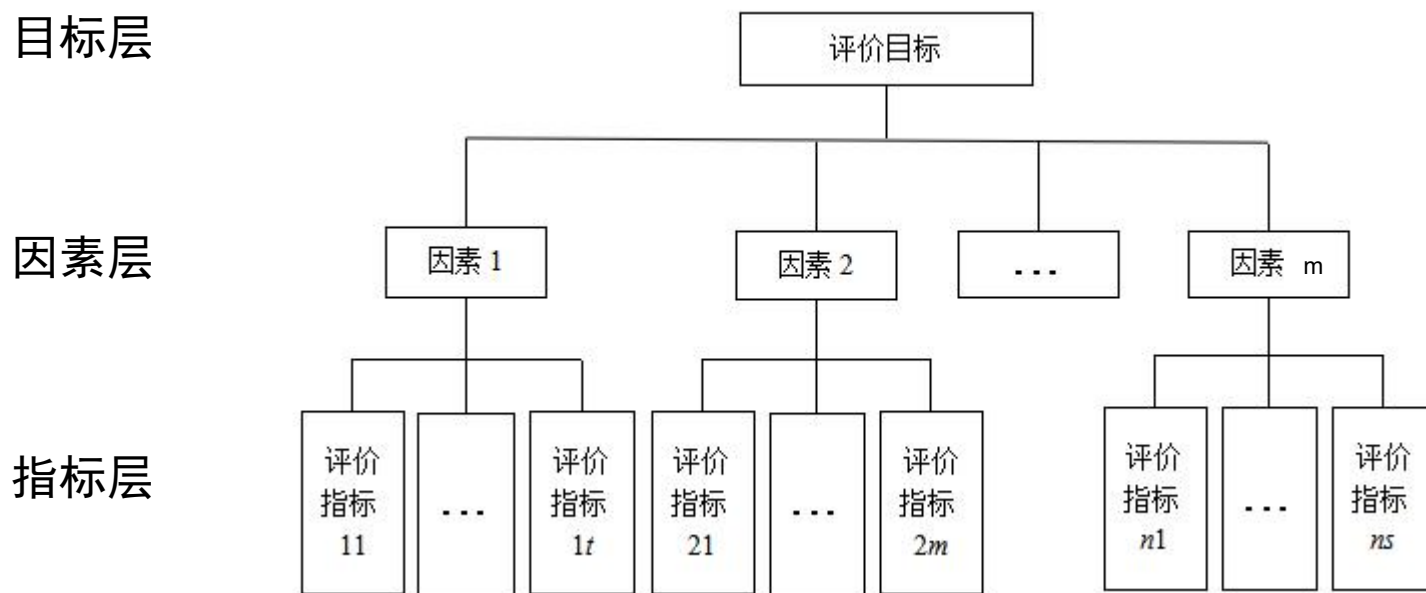 目标层
评价目标
因素层
因素 1
因素 2
...
因素 m
指标层
评价
指标
11
...
评价
指标
1t
评价
指标
21
...
评价
指标
2m
评价
指标
n1
...
评价
指标
ns